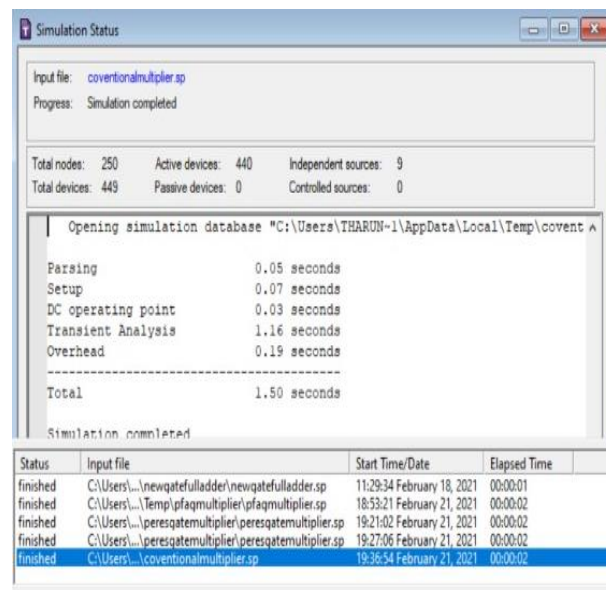 Simulation Status
Input file: coventionalmultiplier.sp
Progress: Simulation completed
Total nodes: 250 Active devices: 440 Independent sources: 9
Total devices: 449 Passive devices: 0 Controlled sources: 0
Opening simulation database "C:\Users\THARUN~1\AppData\Local\Temp\covent
Parsing 0.05 seconds
Setup 0.07 seconds
DC operating point 0.03 seconds
Transient Analysis 1.16 seconds
Overhead 0.19 seconds
-----------------------------------------
Total 1.50 seconds
Simulation completed
Status Input file Start Time/Date Elapsed Time
finished C:\Users\...\newgatefulladder\newgatefulladder.sp 11:29:34 February 18, 2021 00:00:01
finished C:\Users\...\Temp\pfaqmultiplier\pfaqmultiplier.sp 18:53:21 February 21, 2021 00:00:02
finished C:\Users\...\peresgatemultiplier\peresgatemultiplier.sp 19:21:02 February 21, 2021 00:00:02
finished C:\Users\...\peresgatemultiplier\peresgatemultiplier.sp 19:27:06 February 21, 2021 00:00:02
finished C:\Users\...\coventionalmultiplier.sp 19:36:54 February 21, 2021 00:00:02